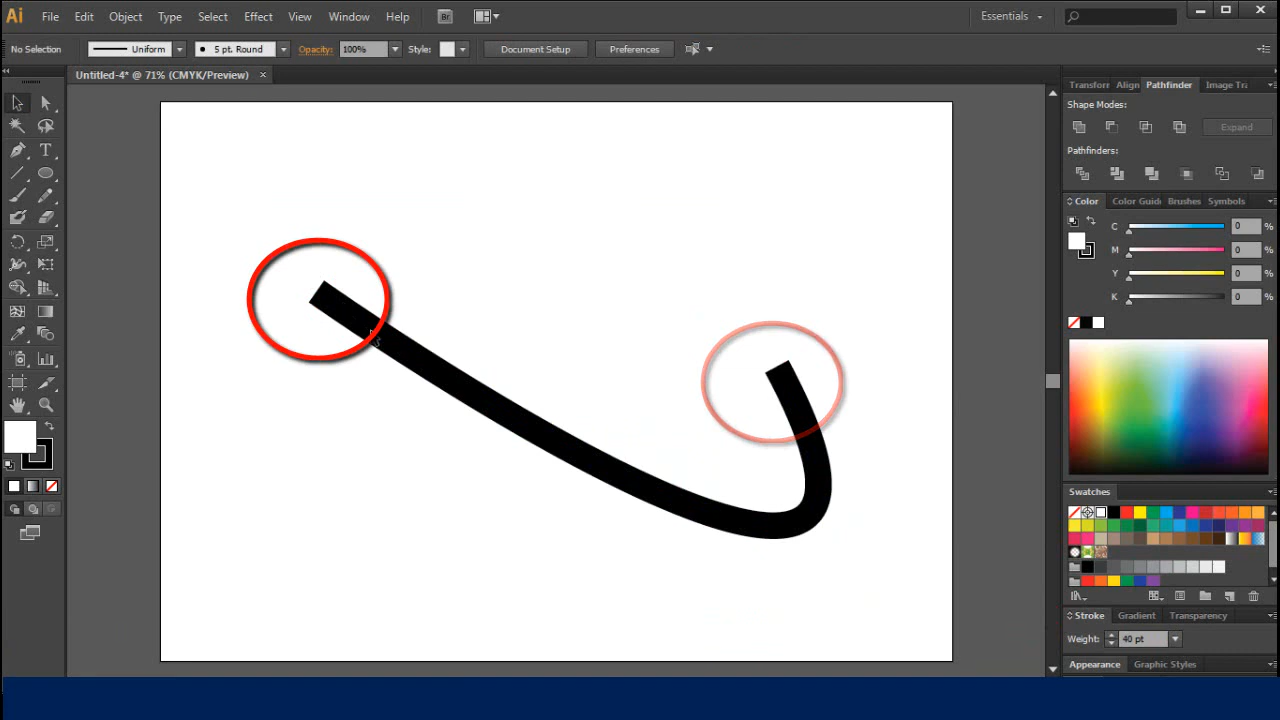 Ai File Edit Object Type Select Effect View Window Help Br Essentials
No Selection Uniform 5 pt. Round Opacity: 100% Style: Document Setup Preferences
Untitled-4* @ 71% (CMYK/Preview)
Transforr Align Pathfinder Image Tra
Shape Modes:
Expand
Pathfinders:
Color Color Guid Brushes Symbols
C 0 %
M 0 %
Y 0 %
K 0 %
Swatches
Stroke Gradient Transparency
Weight: 40 pt
Appearance Graphic Styles